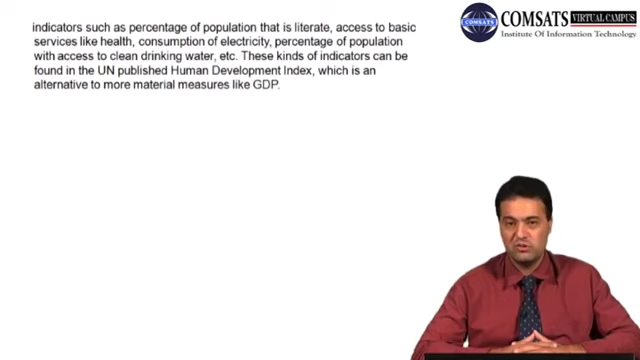 COMSATS VIRTUAL CAMPUS
Institute Of Information Technology
indicators such as percentage of population that is literate, access to basic
services like health, consumption of electricity, percentage of population
with access to clean drinking water, etc. These kinds of indicators can be
found in the UN published Human Development Index, which is an
alternative to more material measures like GDP.